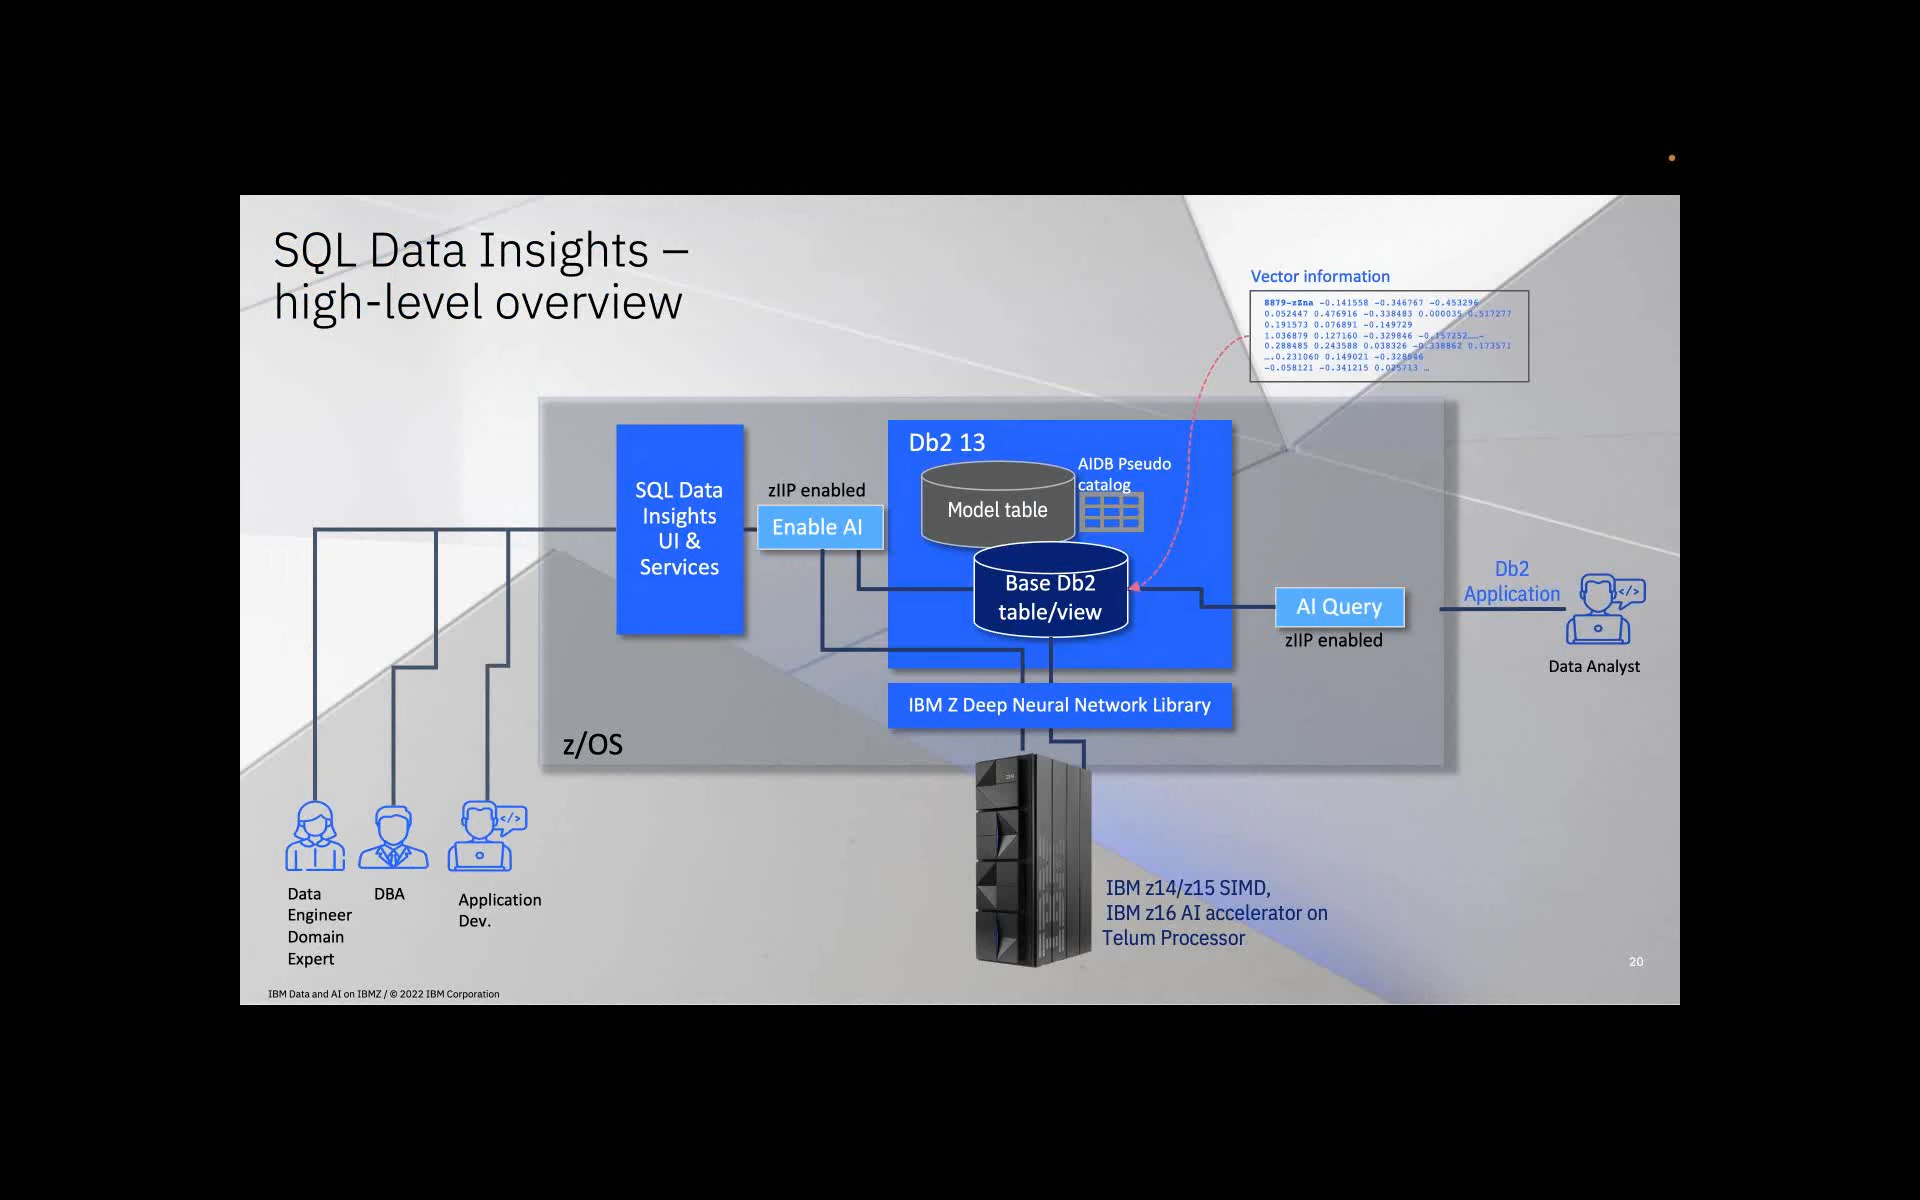 SQL Data Insights –
high-level overview
Vector information
8879-zZna -0.141558 -0.346767 -0.453296
0.052447 0.476916 -0.338483 0.000035 0.517277
0.191573 0.076891 -0.149729
1.036879 0.127160 -0.329846 -0.157252……-
0.288485 0.243588 0.038326 -0.338862 0.173571
….0.231060 0.149021 -0.328546
-0.058121 -0.341215 0.025713 …
SQL Data
Insights
UI &
Services
zIIP enabled
Enable AI
Db2 13
Model table
AIDB Pseudo
catalog
Base Db2
table/view
AI Query
zIIP enabled
Db2
Application
</>
Data Analyst
IBM Z Deep Neural Network Library
z/OS
</>
Data
Engineer
Domain
Expert
DBA
Application
Dev.
IBM z14/z15 SIMD,
IBM z16 AI accelerator on
Telum Processor
20
IBM Data and AI on IBMZ / © 2022 IBM Corporation